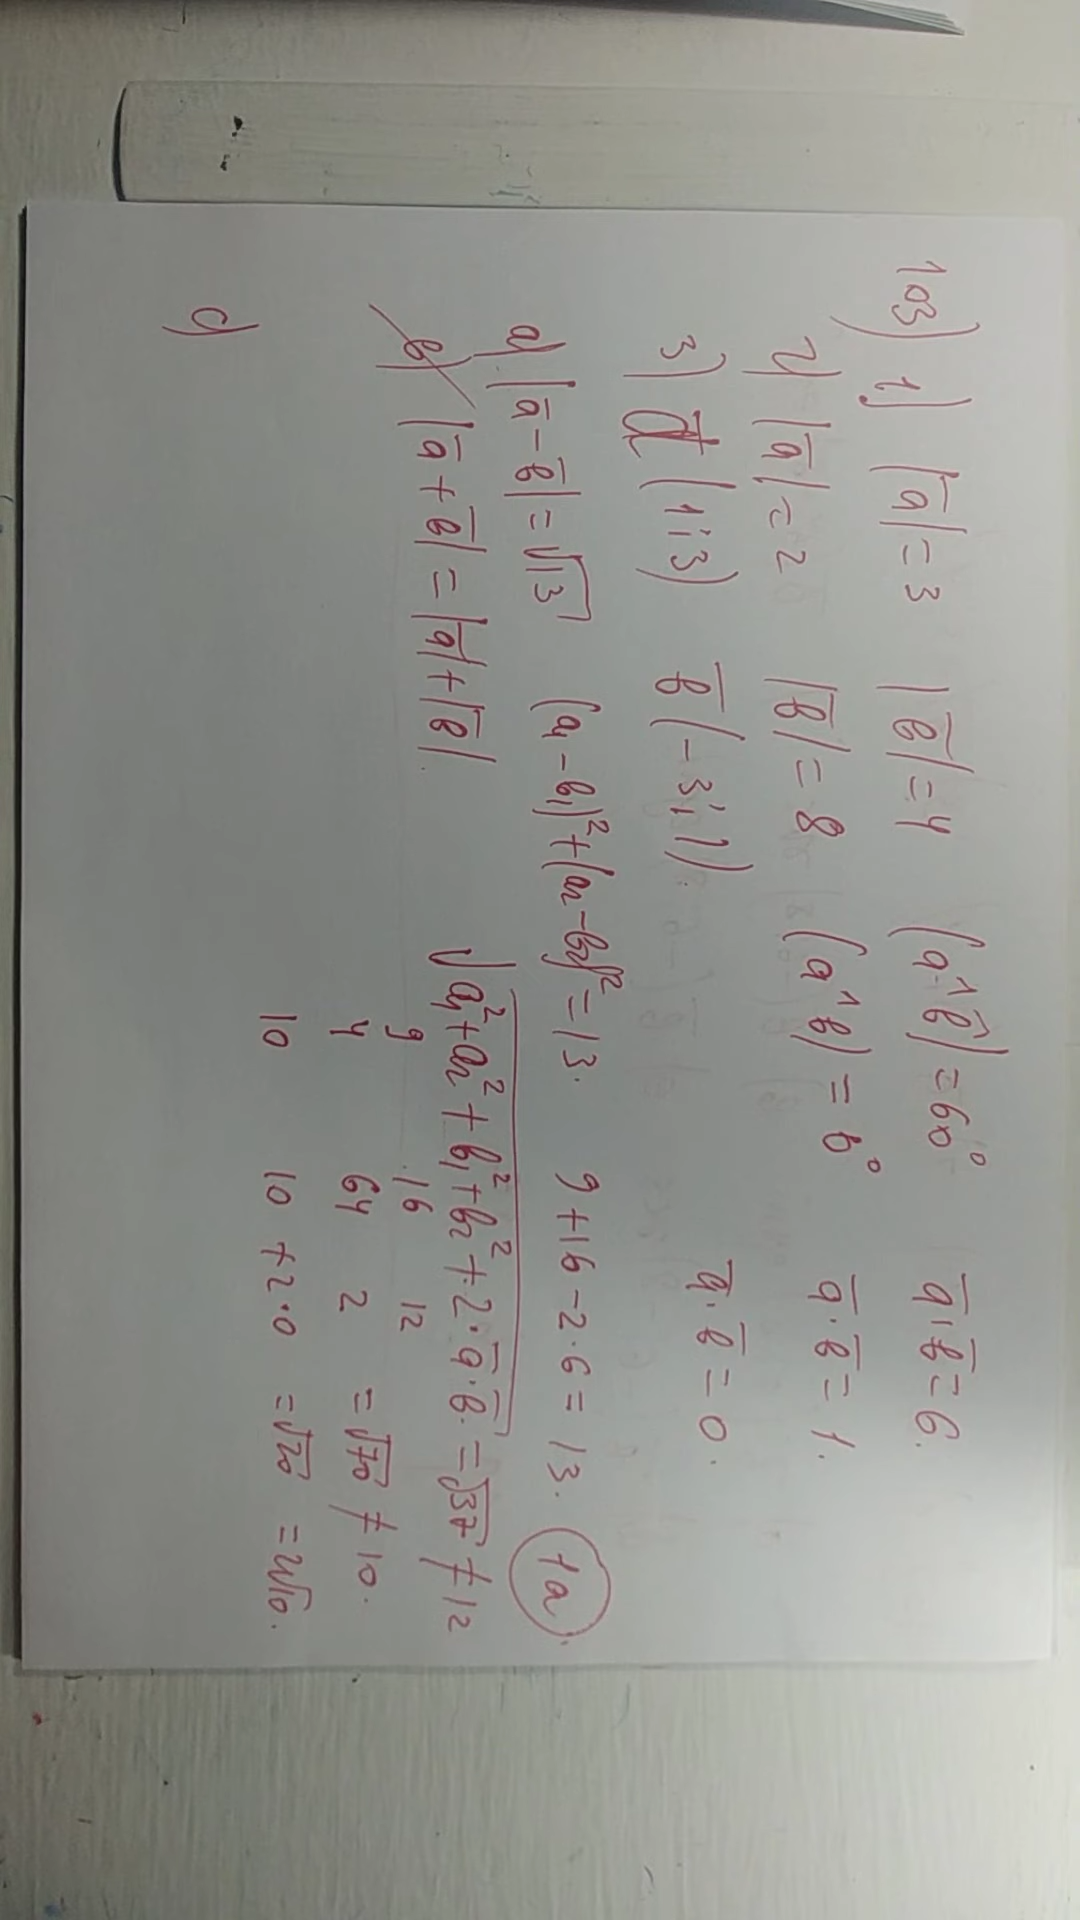 103) 1) |a̅| = 3 |b̅| = 4 (a^b̅) = 60° a̅·b̅ = 6.
2) |a̅| = 2 |b̅| = 8 (a^b) = 0° a̅·b̅ = 1.
3) a̅ (1;3) b̅ (-3;1). a̅·b̅ = 0.
a) |a̅ - b̅| = √13 (a₁ - b₁)² + (a₂ - b₂)² = 13. 9 + 16 - 2·6 = 13. 1a.
b) |a̅ + b̅| = |a̅| + |b̅|. √a₁² + a₂² + b₁² + b₂² + 2·a̅·b̅. = √37 ≠ 12
9 16 12
4 64 2 = √70 ≠ 10.
10 10 + 2·0 = √20 = 2√10.
c)